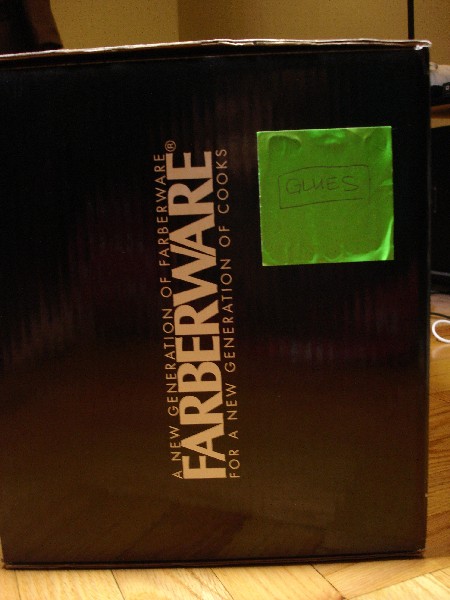 A NEW GENERATION OF FARBERWARE®
FARBERWARE
FOR A NEW GENERATION OF COOKS
GLUES